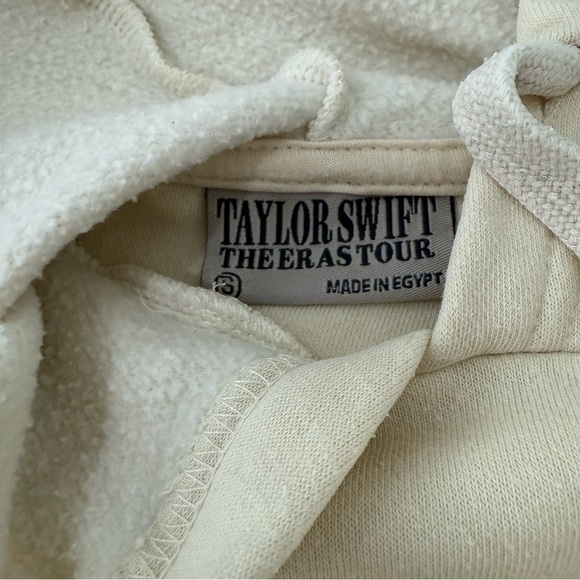 TAYLOR SWIFT
THE ERAS TOUR
MADE IN EGYPT